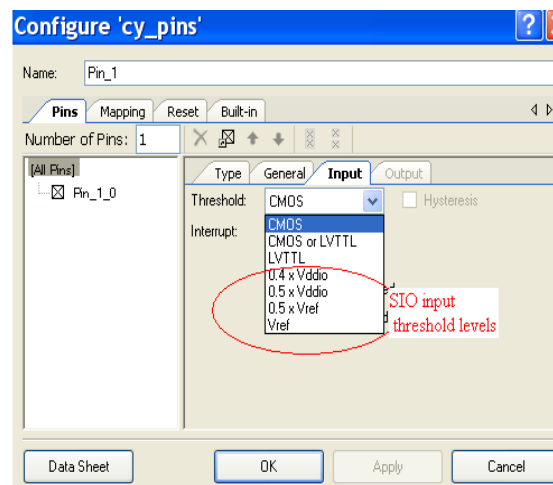 Configure 'cy_pins'
Name: Pin_1
Pins Mapping Reset Built-in
Number of Pins: 1
[All Pins]
Pin_1_0
Type General Input Output
Threshold: CMOS Hysteresis
Interrupt:
CMOS
CMOS or LVTTL
LVTTL
0.4 x Vddio
0.5 x Vddio
0.5 x Vref
Vref
SIO input
threshold levels
Data Sheet OK Apply Cancel